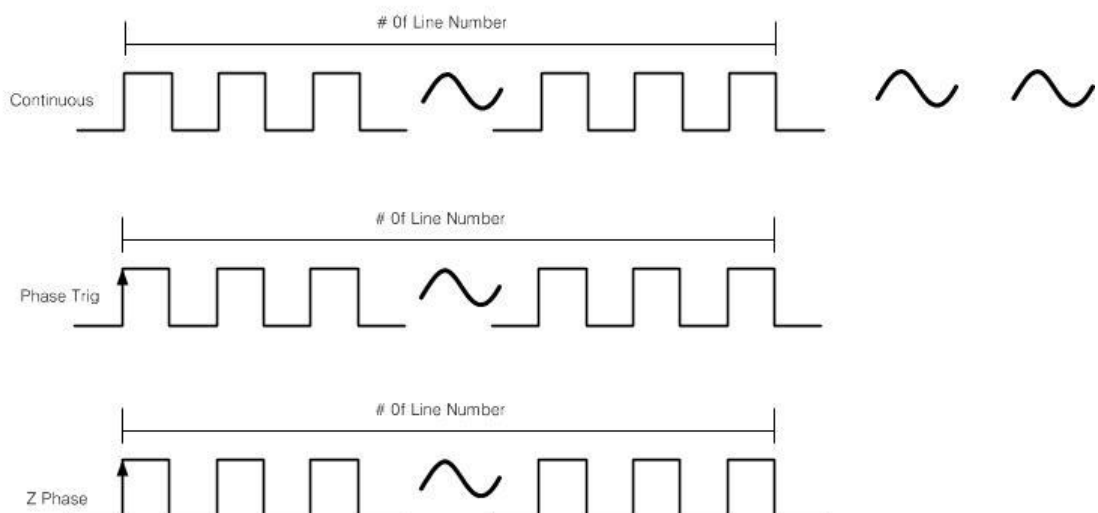 # 0f Line Number
Continuous
# 0f Line Number
Phase Trig
# 0f Line Number
Z Phase